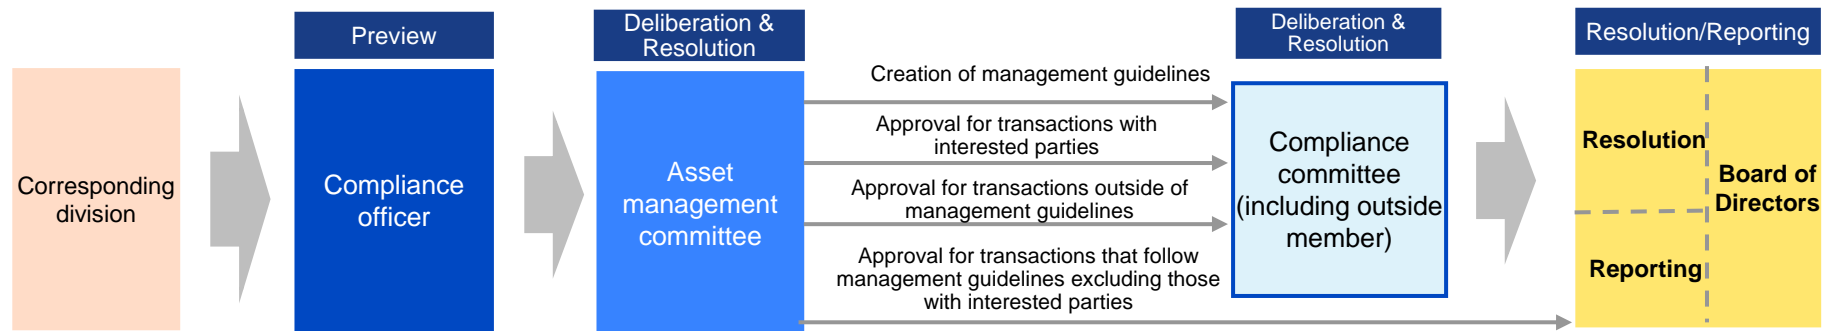 Preview
Deliberation &
Resolution
Deliberation &
Resolution
Resolution/Reporting
Corresponding
division
Compliance
officer
Asset
management
committee
Creation of management guidelines
Approval for transactions with
interested parties
Approval for transactions outside of
management guidelines
Approval for transactions that follow
management guidelines excluding those
with interested parties
Compliance
committee
(including outside
member)
Resolution
Reporting
Board of
Directors